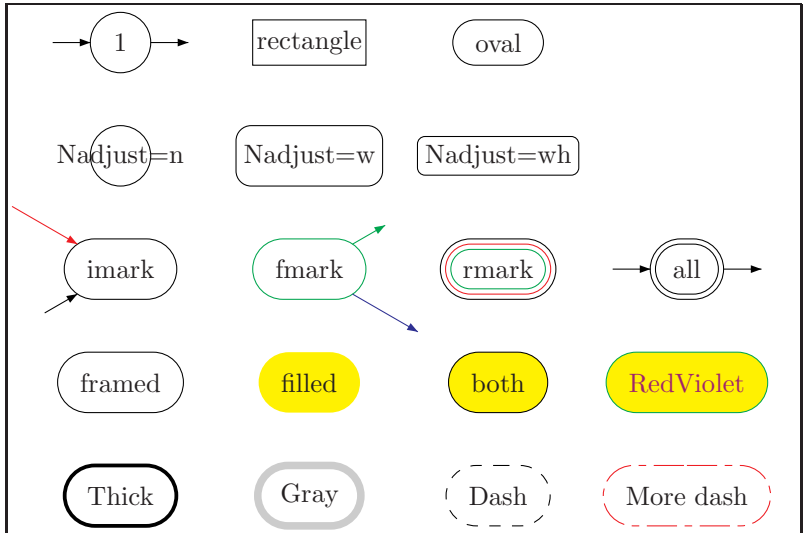 1 rectangle oval
Nadjust=n Nadjust=w Nadjust=wh
imark fmark rmark all
framed filled both RedViolet
Thick Gray Dash More dash